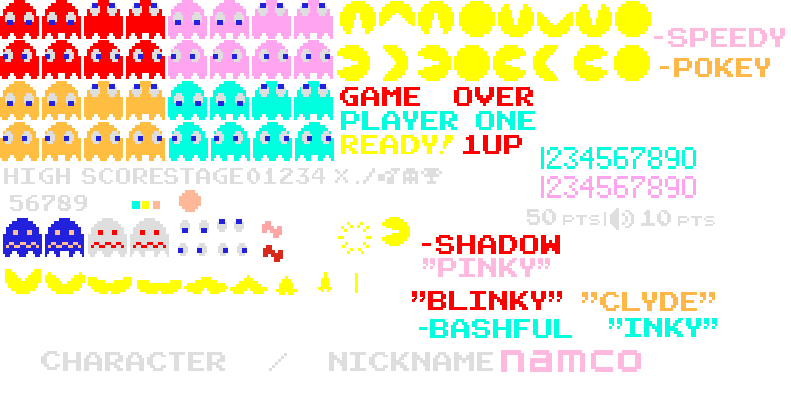 -SPEEDY
-POKEY
GAME OVER
PLAYER ONE
READY! 1UP
1234567890
HIGH SCORESTAGE01234 X./
1234567890
56789
50 PTS 10 PTS
-SHADOW
"PINKY"
"BLINKY" "CLYDE"
-BASHFUL "INKY"
CHARACTER / NICKNAME namco